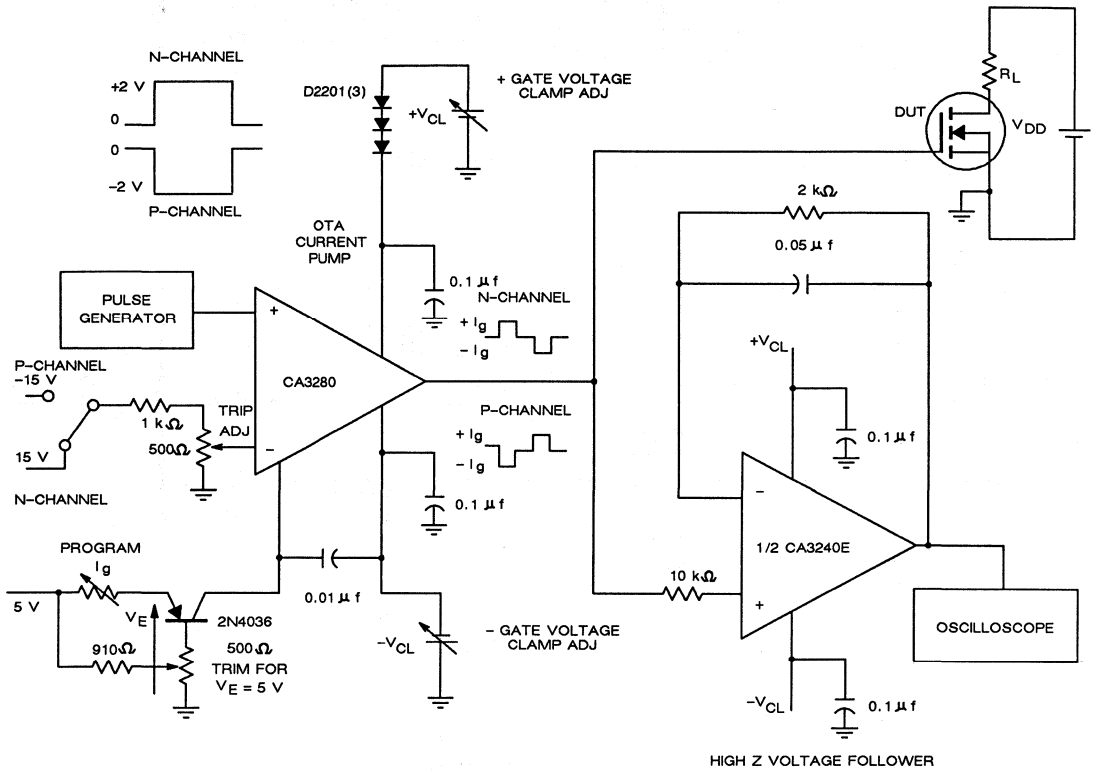 N-CHANNEL
+2 V
0
0
-2 V
P-CHANNEL
D2201(3)
+VCL
+ GATE VOLTAGE
CLAMP ADJ
DUT
RL
VDD
OTA
CURRENT
PUMP
0.1 μf
PULSE
GENERATOR
+
CA3280
-
N-CHANNEL
+ Ig
- Ig
P-CHANNEL
+ Ig
- Ig
2 kΩ
0.05 μf
P-CHANNEL
-15 V
15 V
N-CHANNEL
1 kΩ
500Ω
TRIP
ADJ
0.1 μf
+VCL
0.1 μf
-
1/2 CA3240E
+
10 kΩ
OSCILLOSCOPE
PROGRAM
Ig
5 V
VE
2N4036
910Ω
500Ω
TRIM FOR
VE = 5 V
0.01 μf
-VCL
- GATE VOLTAGE
CLAMP ADJ
-VCL
0.1 μf
HIGH Z VOLTAGE FOLLOWER